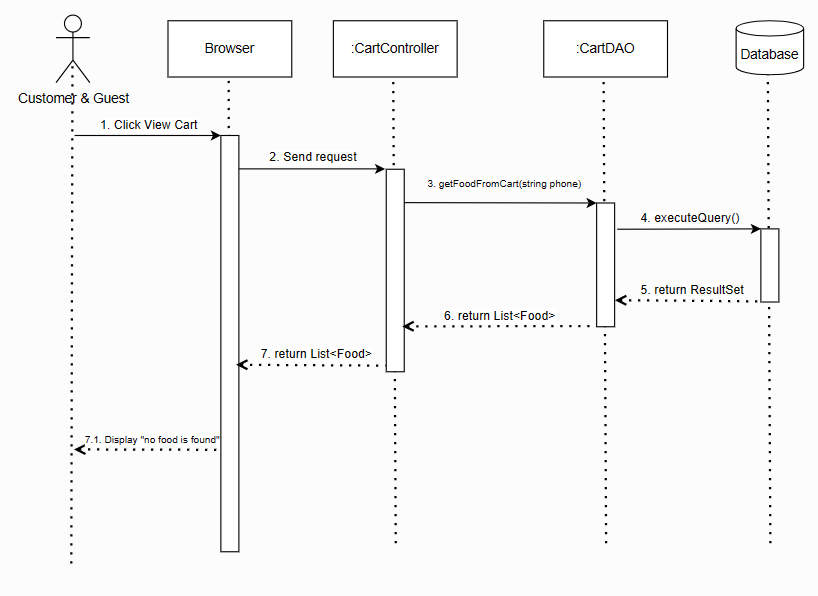 Browser
:CartController
:CartDAO
Database
Customer & Guest
1. Click View Cart
2. Send request
3. getFoodFromCart(string phone)
4. executeQuery()
5. return ResultSet
6. return List<Food>
7. return List<Food>
7.1. Display "no food is found"